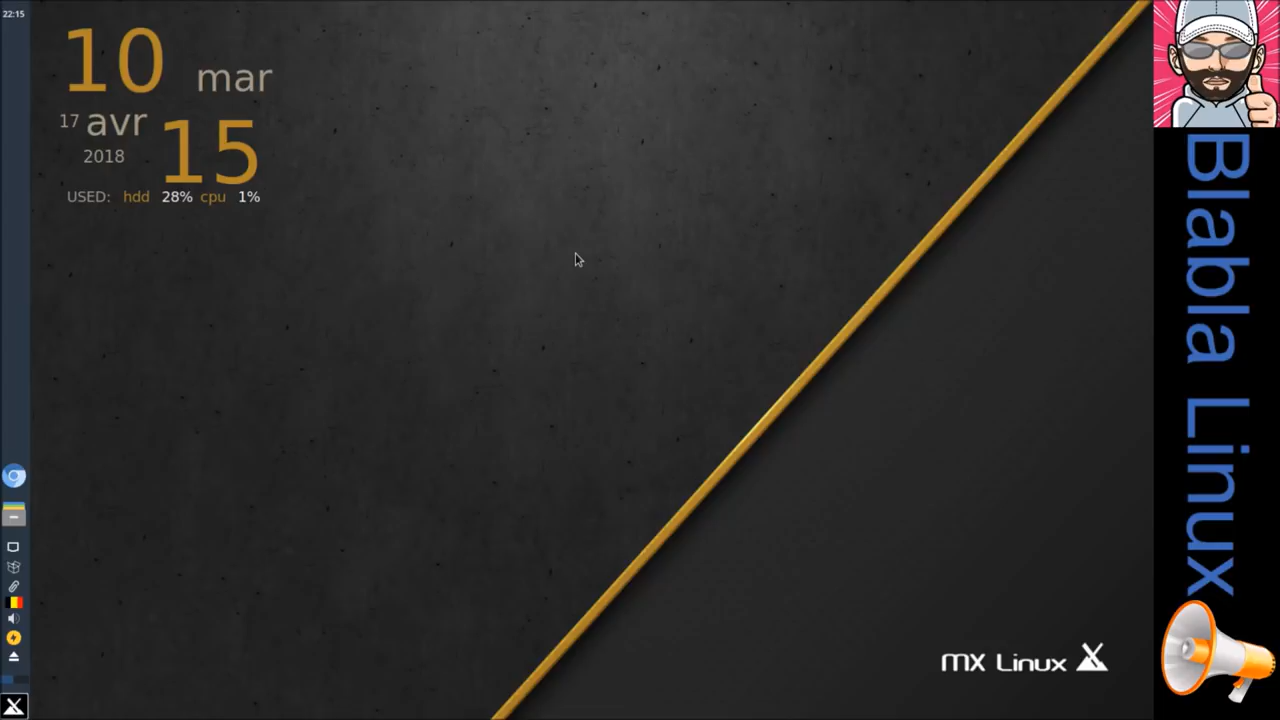 22:15
10 mar
17 avr 15
2018
USED: hdd 28% cpu 1%
MX Linux
Blabla Linux